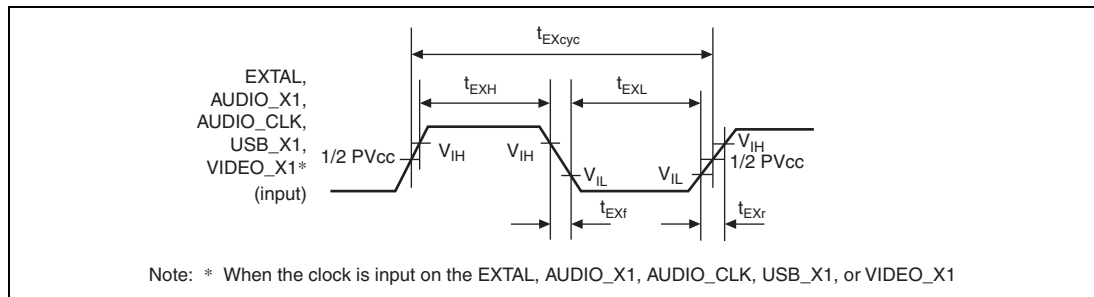 tEXcyc
tEXH
tEXL
EXTAL,
AUDIO_X1,
AUDIO_CLK,
USB_X1,
VIDEO_X1*
(input)
1/2 PVcc
VIH
VIH
VIL
VIL
VIH
1/2 PVcc
tEXf
tEXr
Note: * When the clock is input on the EXTAL, AUDIO_X1, AUDIO_CLK, USB_X1, or VIDEO_X1